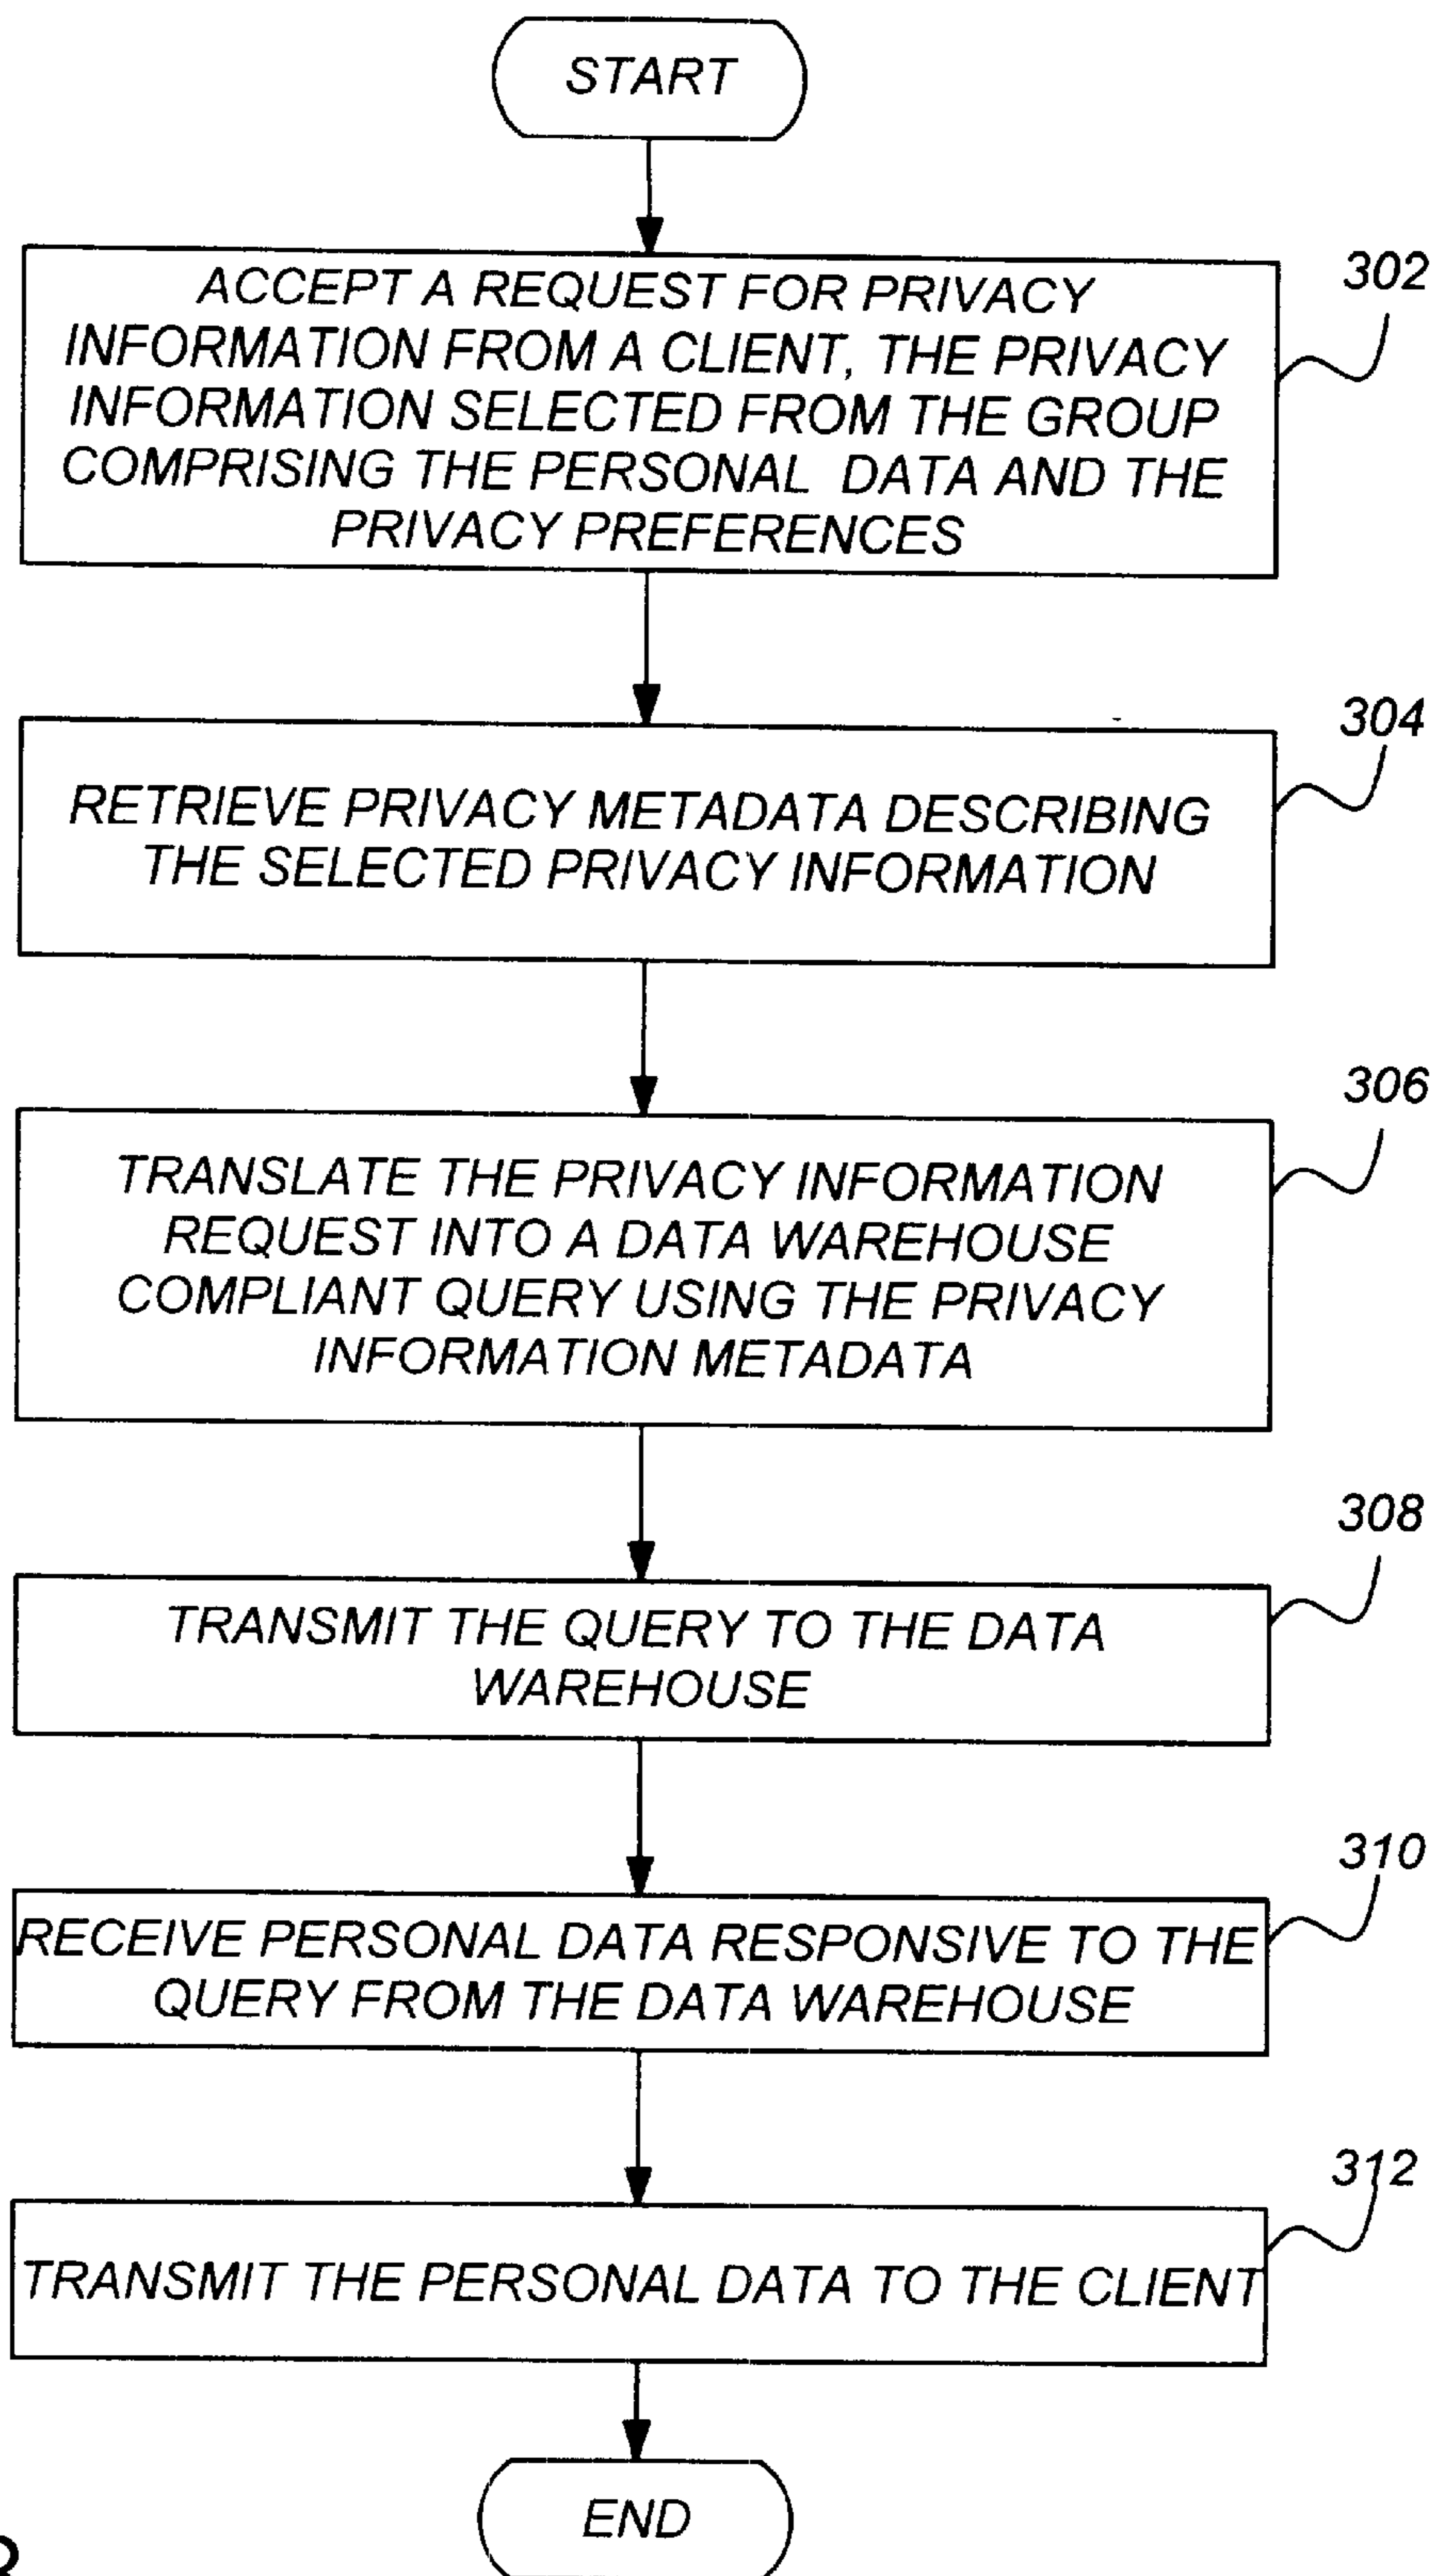 START
302
ACCEPT A REQUEST FOR PRIVACY
INFORMATION FROM A CLIENT, THE PRIVACY
INFORMATION SELECTED FROM THE GROUP
COMPRISING THE PERSONAL DATA AND THE
PRIVACY PREFERENCES
304
RETRIEVE PRIVACY METADATA DESCRIBING
THE SELECTED PRIVACY INFORMATION
306
TRANSLATE THE PRIVACY INFORMATION
REQUEST INTO A DATA WAREHOUSE
COMPLIANT QUERY USING THE PRIVACY
INFORMATION METADATA
308
TRANSMIT THE QUERY TO THE DATA
WAREHOUSE
310
RECEIVE PERSONAL DATA RESPONSIVE TO THE
QUERY FROM THE DATA WAREHOUSE
312
TRANSMIT THE PERSONAL DATA TO THE CLIENT
END